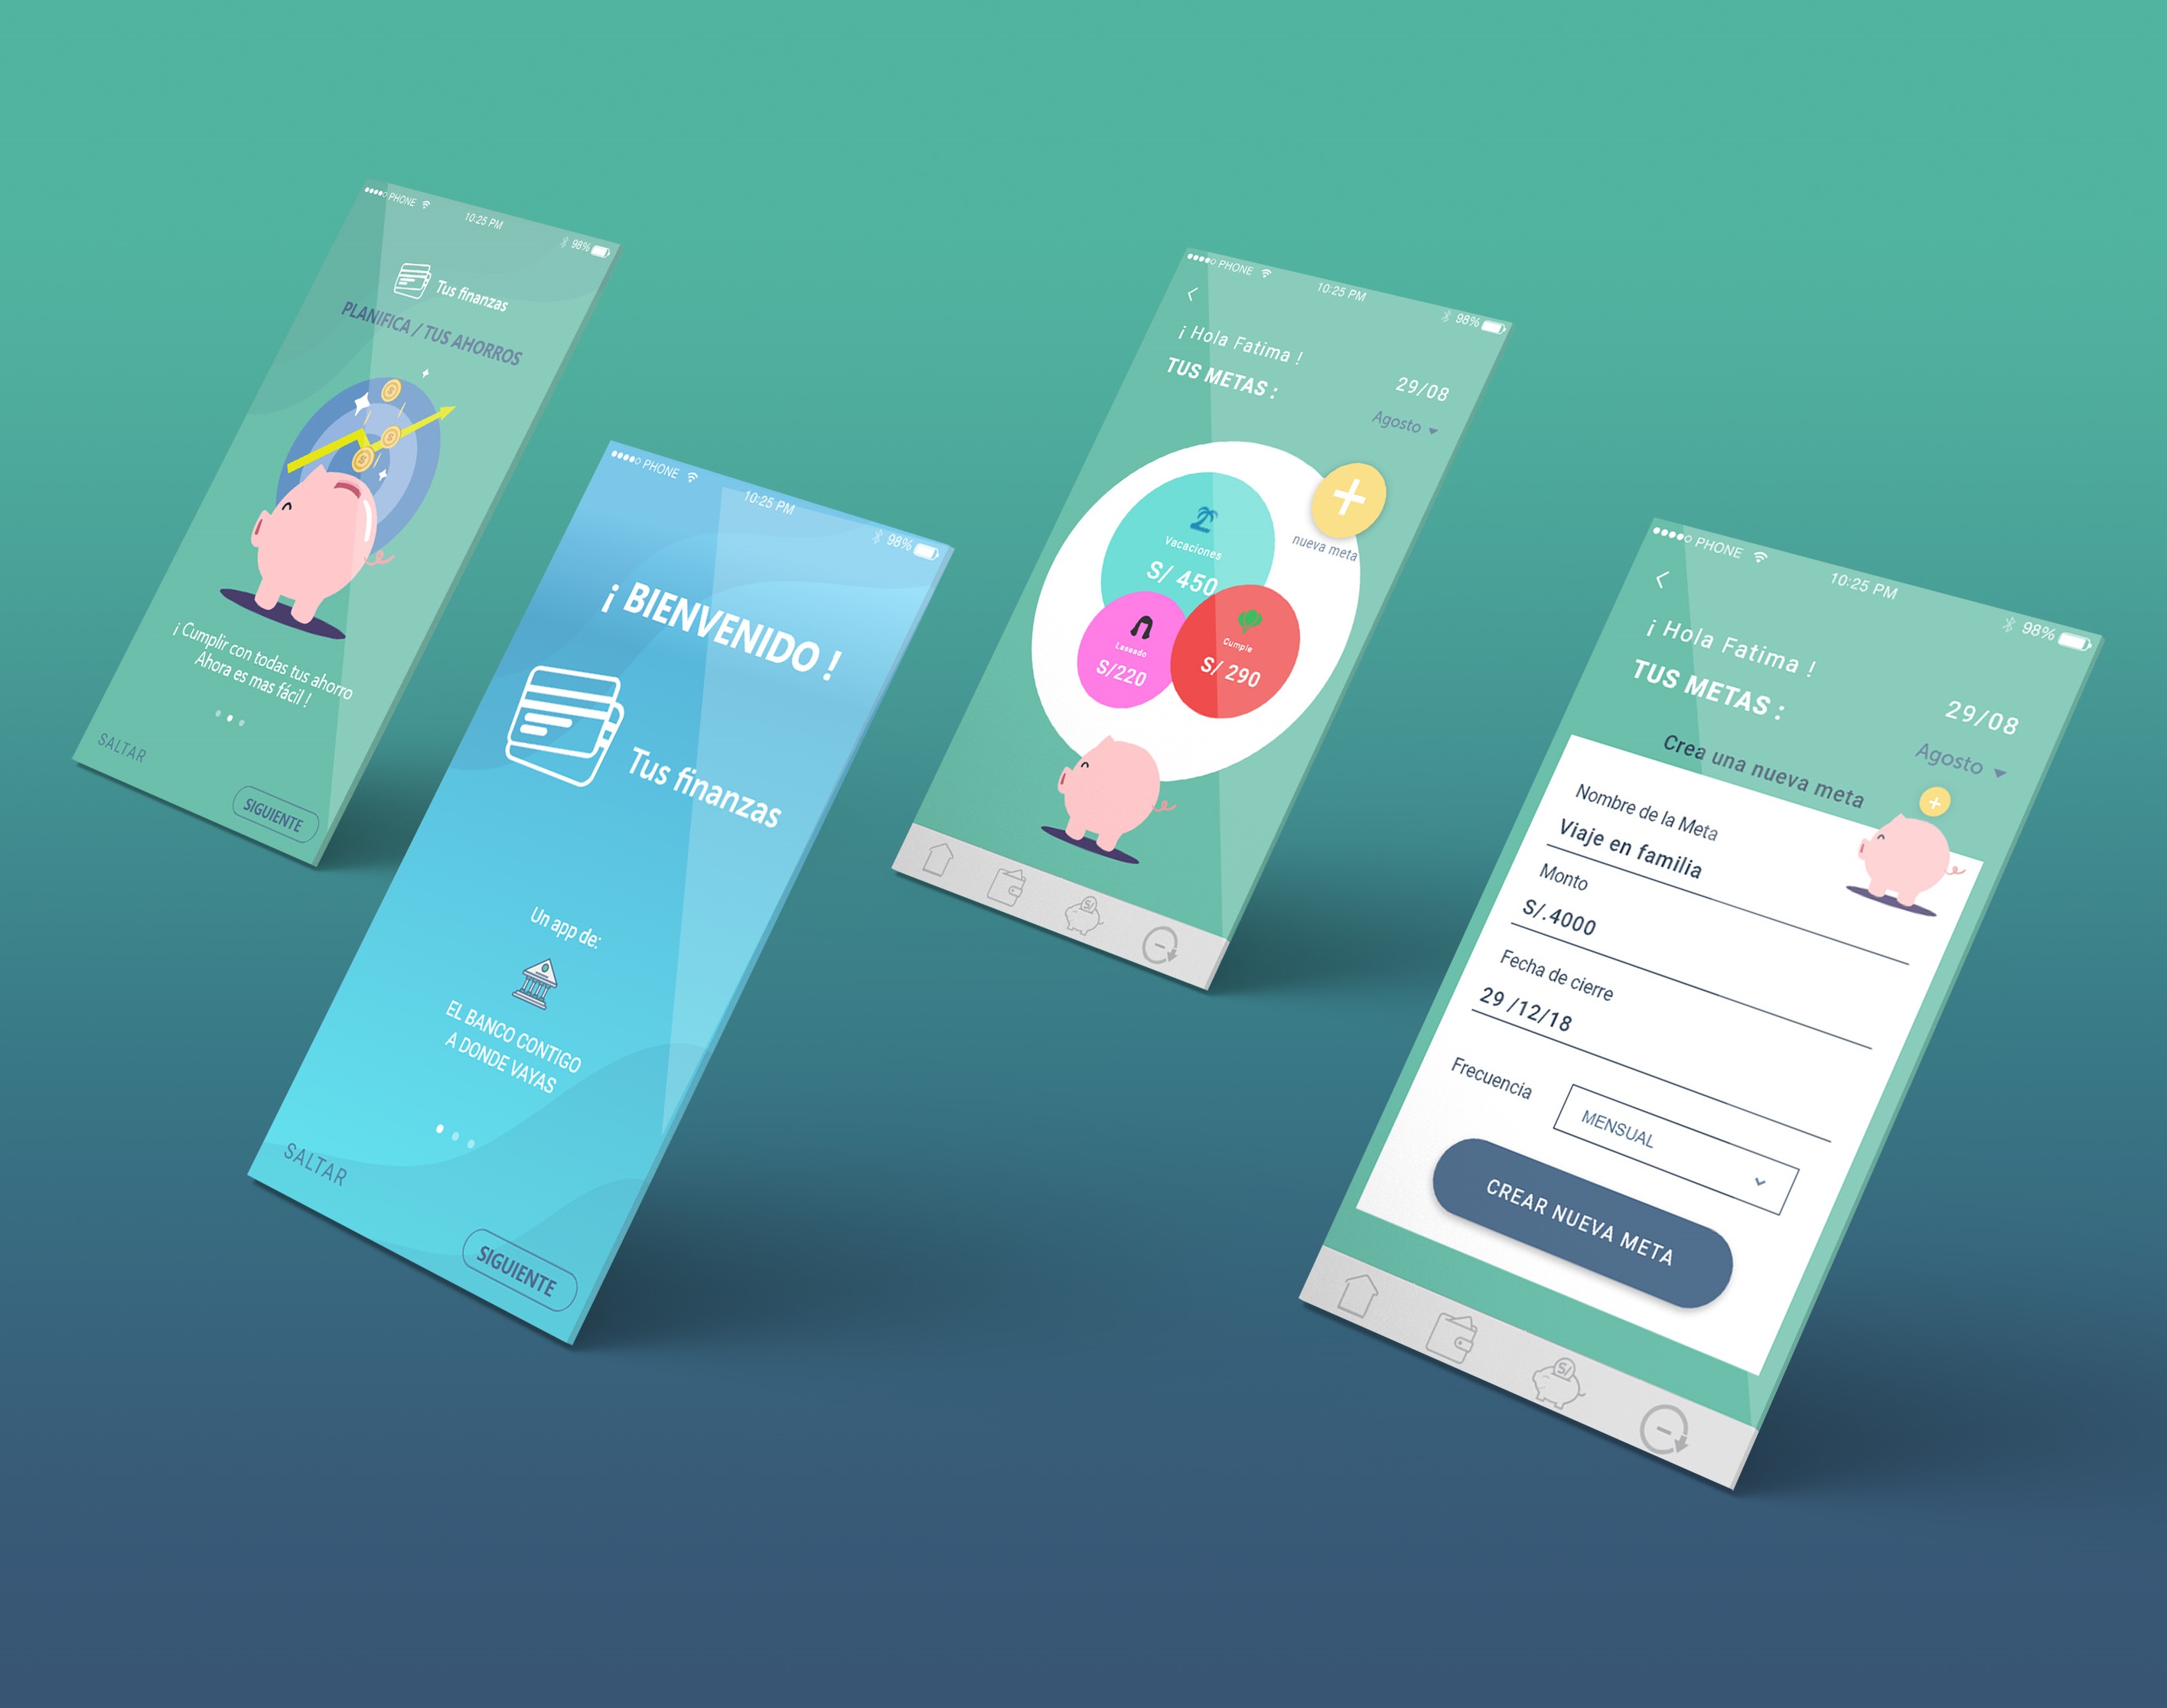 PHONE
10:25 PM
98%
Tus finanzas
PLANIFICA / TUS AHORROS
¡ Cumplir con todas tus ahorro
Ahora es mas fácil !
SALTAR
SIGUIENTE
PHONE
10:25 PM
98%
¡ BIENVENIDO !
Tus finanzas
Un app de:
EL BANCO CONTIGO
A DONDE VAYAS
SALTAR
SIGUIENTE
PHONE
10:25 PM
98%
¡ Hola Fatima !
TUS METAS :
29/08
Agosto
nueva meta
Vacaciones
S/ 450
Laseado
S/220
Cumple
S/ 290
S/
PHONE
10:25 PM
98%
¡ Hola Fatima !
TUS METAS :
29/08
Agosto
Crea una nueva meta
Nombre de la Meta
Viaje en familia
Monto
S/.4000
Fecha de cierre
29 /12/18
Frecuencia
MENSUAL
CREAR NUEVA META
S/